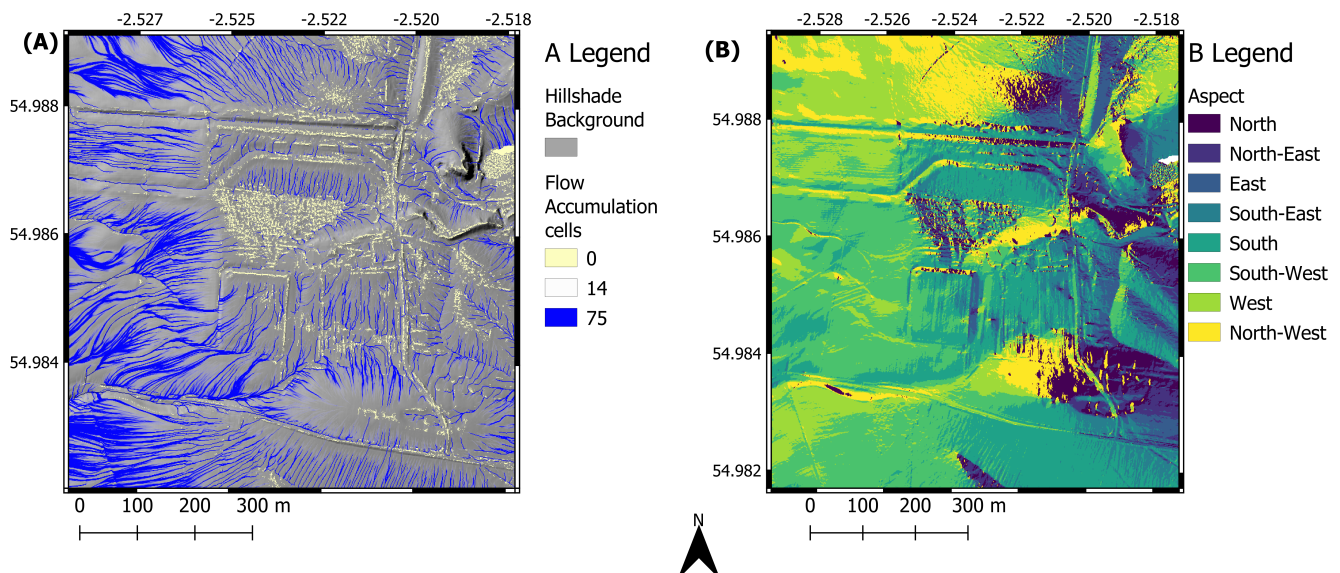 (A)
-2.527 -2.525 -2.522 -2.520 -2.518
54.988
54.986
54.984
0 100 200 300 m
A Legend
Hillshade
Background
Flow
Accumulation
cells
0
14
75
N
(B)
-2.528 -2.526 -2.524 -2.522 -2.520 -2.518
54.988
54.986
54.984
54.982
0 100 200 300 m
B Legend
Aspect
North
North-East
East
South-East
South
South-West
West
North-West